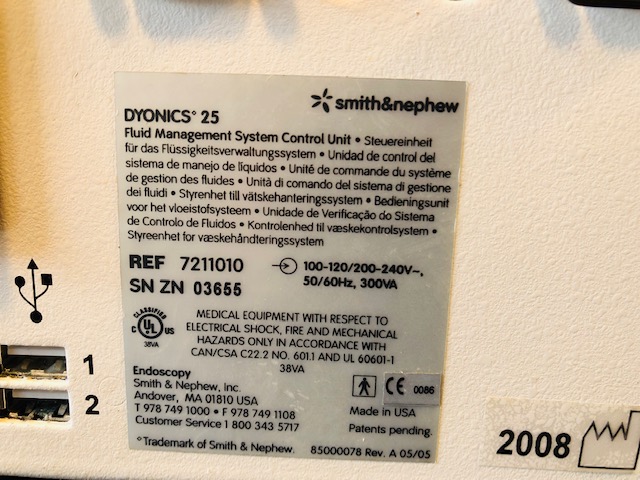 smith&nephew
DYONICS° 25
Fluid Management System Control Unit • Steuereinheit
für das Flüssigkeitsverwaltungssystem • Unidad de control del
sistema de manejo de líquidos • Unité de commande du système
de gestion des fluides • Unità di comando del sistema di gestione
dei fluidi • Styrenhet till vätskehanteringssystem • Bedieningsunit
voor het vloeistofsysteem • Unidade de Verificação do Sistema
de Controlo de Fluidos • Kontrolenhed til væskekontrolsystem •
Styreenhet for væskehåndteringssystem
REF 7211010
100-120/200-240V~,
50/60Hz, 300VA
SN ZN 03655
CLASSIFIED
C UL US
38VA
MEDICAL EQUIPMENT WITH RESPECT TO
ELECTRICAL SHOCK, FIRE AND MECHANICAL
HAZARDS ONLY IN ACCORDANCE WITH
CAN/CSA C22.2 NO. 601.1 AND UL 60601-1
38VA
Endoscopy
Smith & Nephew, Inc.
Andover, MA 01810 USA
T 978 749 1000 • F 978 749 1108
Customer Service 1 800 343 5717
CE 0086
Made in USA
Patents pending.
°Trademark of Smith & Nephew.
85000078 Rev. A 05/05
1
2
2008